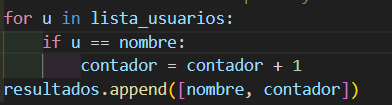 for u in lista_usuarios:
    if u == nombre:
        contador = contador + 1
resultados.append([nombre, contador])